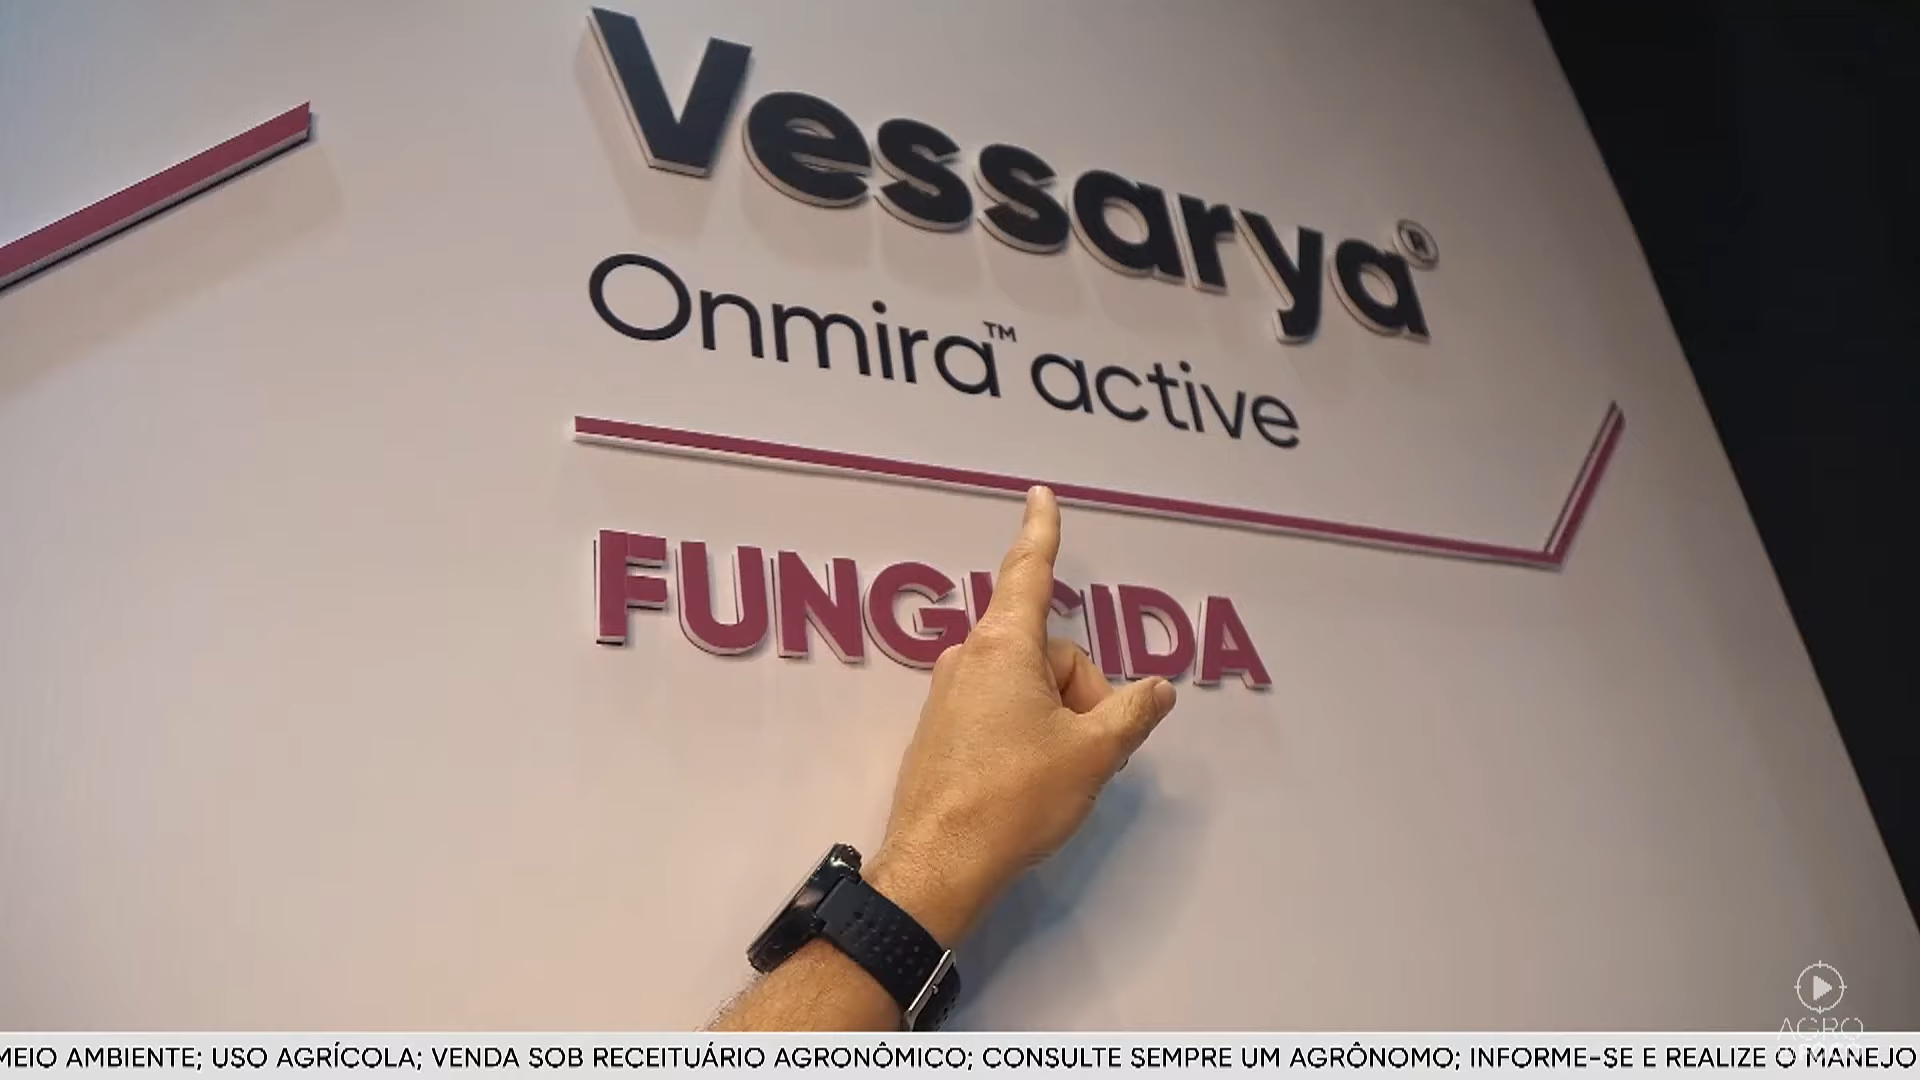 Vessarya®
Onmira™ active
FUNGICIDA
AGRO
MEIO AMBIENTE; USO AGRÍCOLA; VENDA SOB RECEITUÁRIO AGRONÔMICO; CONSULTE SEMPRE UM AGRÔNOMO; INFORME-SE E REALIZE O MANEJO